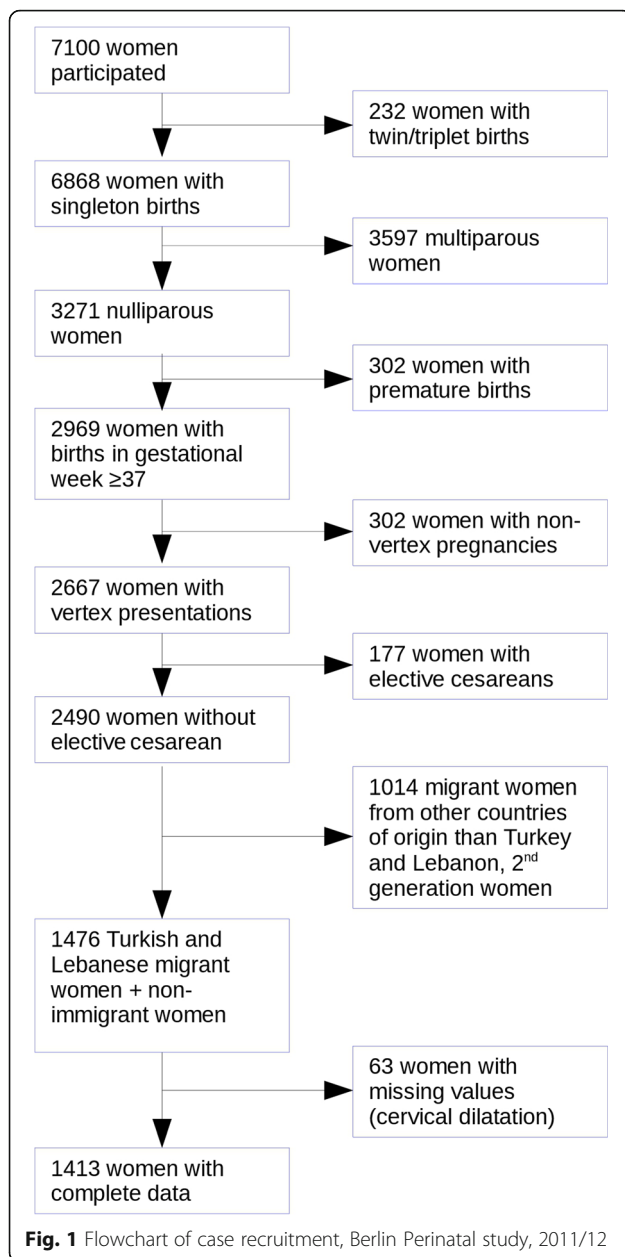 7100 women
participated
232 women with
twin/triplet births
6868 women with
singleton births
3597 multiparous
women
3271 nulliparous
women
302 women with
premature births
2969 women with
births in gestational
week ≥37
302 women with non-
vertex pregnancies
2667 women with
vertex presentations
177 women with
elective cesareans
2490 women without
elective cesarean
1014 migrant women
from other countries
of origin than Turkey
and Lebanon, 2nd
generation women
1476 Turkish and
Lebanese migrant
women + non-
immigrant women
63 women with
missing values
(cervical dilatation)
1413 women with
complete data
Fig. 1 Flowchart of case recruitment, Berlin Perinatal study, 2011/12